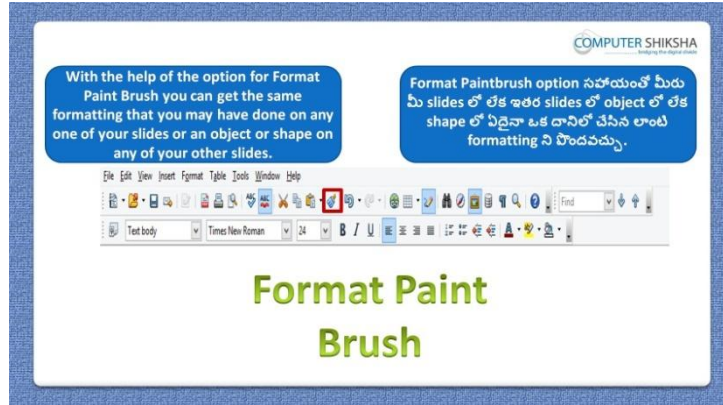 COMPUTER SHIKSHA
With the help of the option for Format
Paint Brush you can get the same
formatting that you may have done on any
one of your slides or an object or shape on
any of your other slides.
Format Paintbrush option సహాయంతో మీరు
మీ slides లో లేక ఇతర slides లో object లో లేక
shape లో ఏదైనా ఒక దానిలో చేసిన లాంటి
formatting ని పొందవచ్చు.
File Edit View Insert Format Table Tools Window Help
Find
Text body Times New Roman 24 B I U
Format Paint
Brush